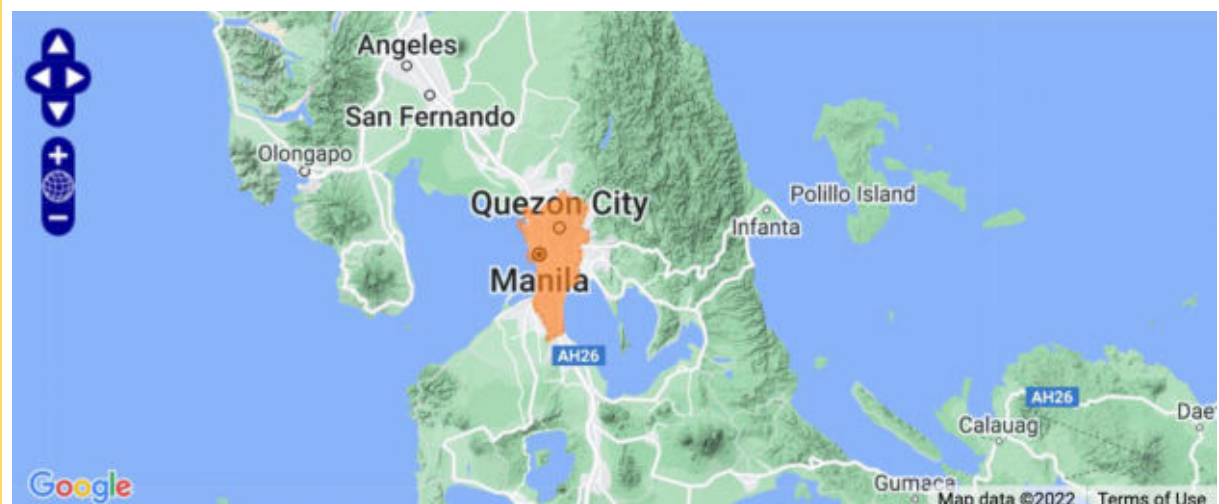 Angeles
San Fernando
Olongapo
Quezon City
Polillo Island
Infanta
Manila
AH26
AH26
Calauag
Daet
Gumaca
Google
Map data ©2022
Terms of Use